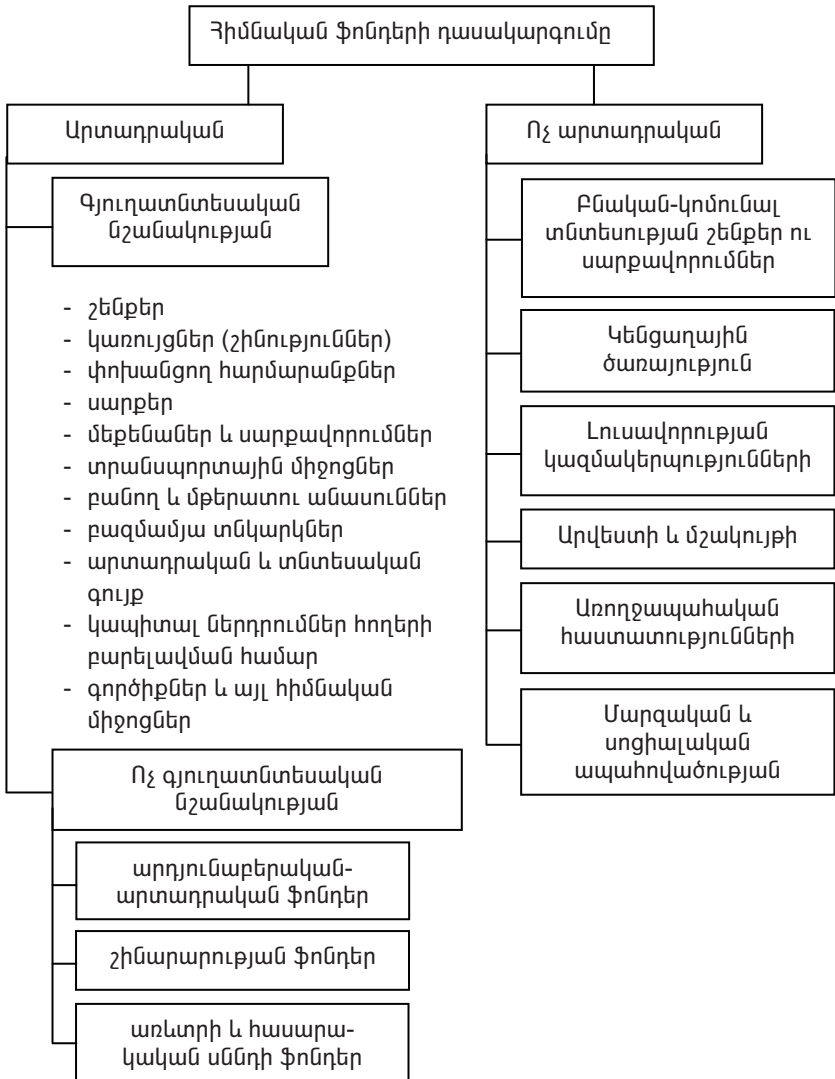 Հիմնական ֆոնդերի դասակարգումը
Արտադրական
Գյուղատնտեսական
նշանակության
- շենքեր
- կառույցներ (շինություններ)
- փոխանցող հարմարանքներ
- սարքեր
- մեքենաներ և սարքավորումներ
- տրանսպորտային միջոցներ
- բանող և մթերատու անասուններ
- բազմամյա տնկարկներ
- արտադրական և տնտեսական
գույք
- կապիտալ ներդրումներ հողերի
բարելավման համար
- գործիքներ և այլ հիմնական
միջոցներ
Ոչ գյուղատնտեսական
նշանակության
արդյունաբերական-
արտադրական ֆոնդեր
շինարարության ֆոնդեր
առևտրի և հասարա-
կական սննդի ֆոնդեր
Ոչ արտադրական
Բնական-կոմունալ
տնտեսության շենքեր ու
սարքավորումներ
Կենցաղային
ծառայություն
Լուսավորության
կազմակերպությունների
Արվեստի և մշակույթի
Առողջապահական
հաստատությունների
Մարզական և
սոցիալական
ապահովածության